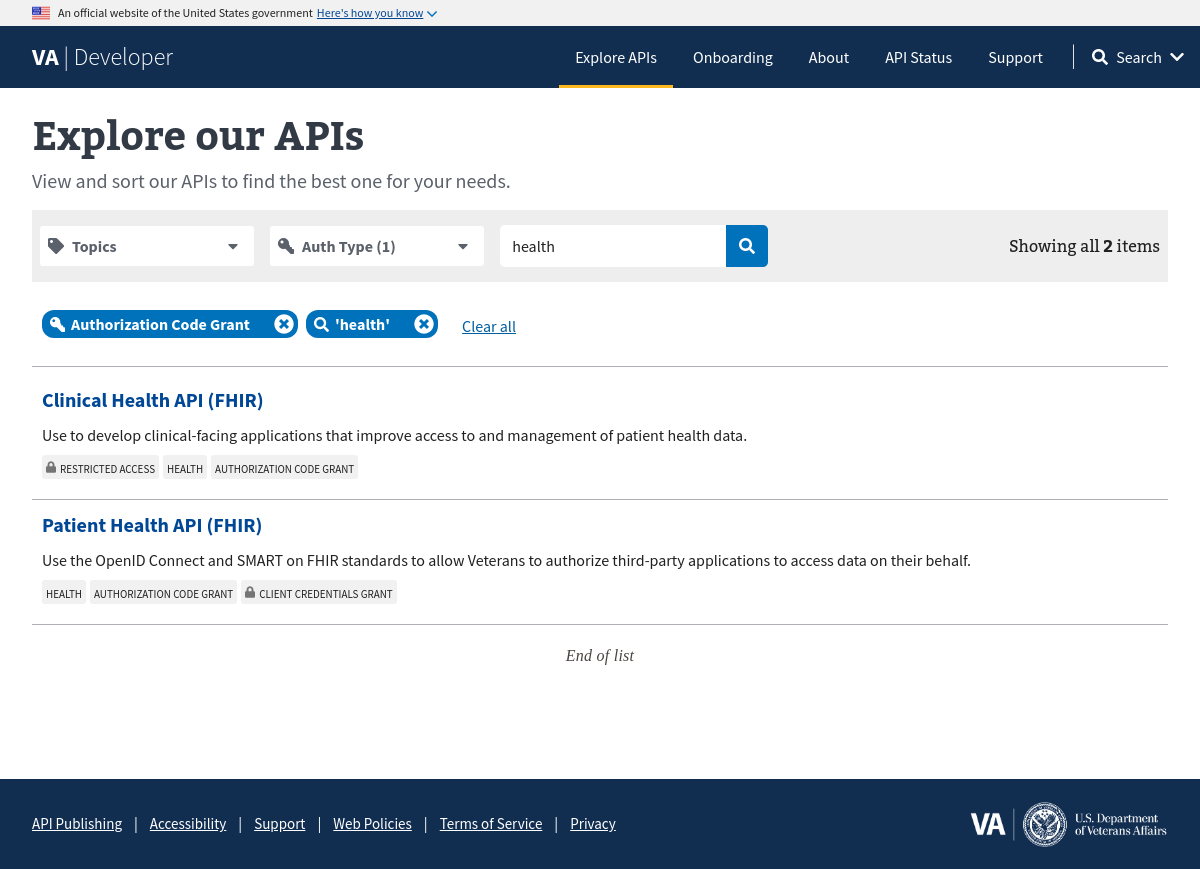 An official website of the United States government Here's how you know
VA | Developer
Explore APIs
Onboarding
About
API Status
Support
Search
Explore our APIs
View and sort our APIs to find the best one for your needs.
Topics
Auth Type (1)
health
Showing all 2 items
Authorization Code Grant
'health'
Clear all
Clinical Health API (FHIR)
Use to develop clinical-facing applications that improve access to and management of patient health data.
RESTRICTED ACCESS HEALTH AUTHORIZATION CODE GRANT
Patient Health API (FHIR)
Use the OpenID Connect and SMART on FHIR standards to allow Veterans to authorize third-party applications to access data on their behalf.
HEALTH AUTHORIZATION CODE GRANT CLIENT CREDENTIALS GRANT
End of list
API Publishing | Accessibility | Support | Web Policies | Terms of Service | Privacy
VA
U.S. Department
of Veterans Affairs